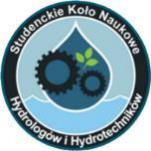 Studenckie Koło Naukowe
Hydrologów i Hydrotechników